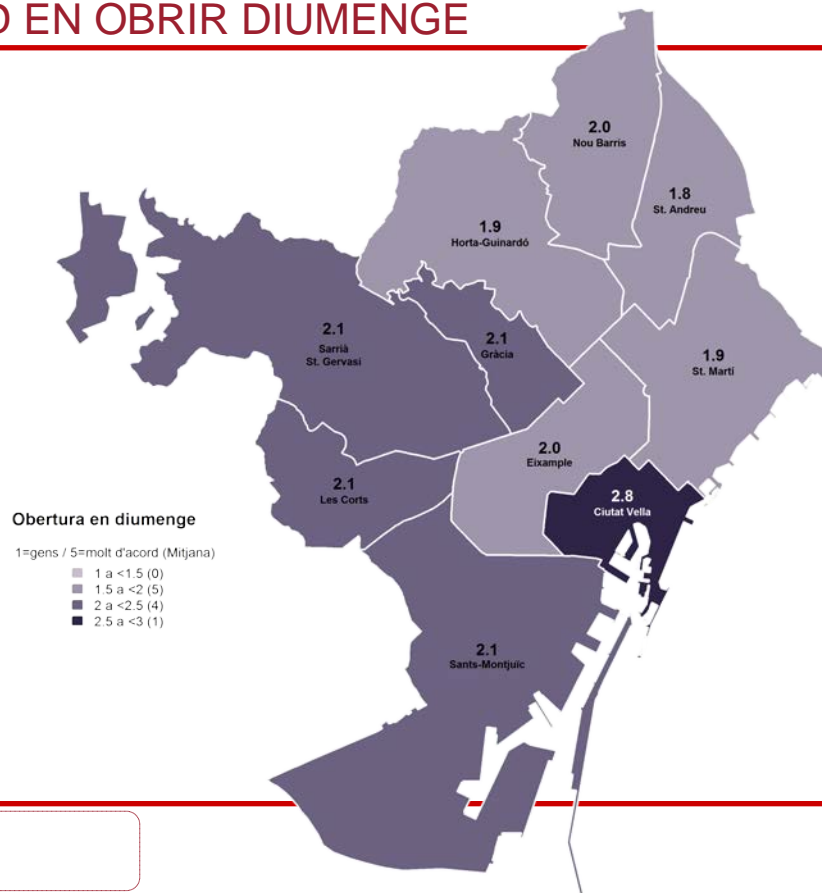 EN OBRIR DIUMENGE
2.0
Nou Barris
1.8
St. Andreu
1.9
Horta-Guinardó
2.1
Sarrià
St. Gervasi
2.1
Gràcia
1.9
St. Martí
2.0
Eixample
2.1
Les Corts
2.8
Ciutat Vella
2.1
Sants-Montjuïc
Obertura en diumenge
1=gens / 5=molt d'acord (Mitjana)
1 a <1.5 (0)
1.5 a <2 (5)
2 a <2.5 (4)
2.5 a <3 (1)